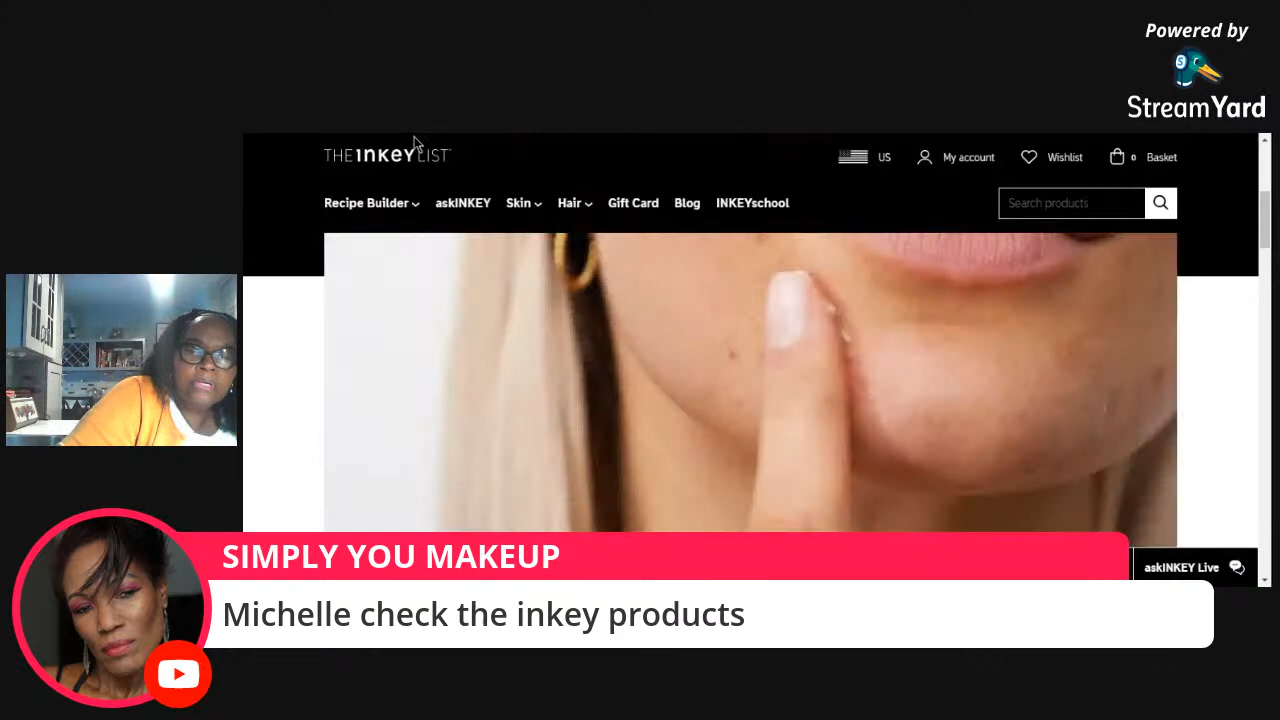 Powered by
StreamYard
THE INKEY LIST
US
My account
Wishlist
0
Basket
Recipe Builder
askINKEY
Skin
Hair
Gift Card
Blog
INKEYschool
Search products
askINKEY Live
SIMPLY YOU MAKEUP
Michelle check the inkey products